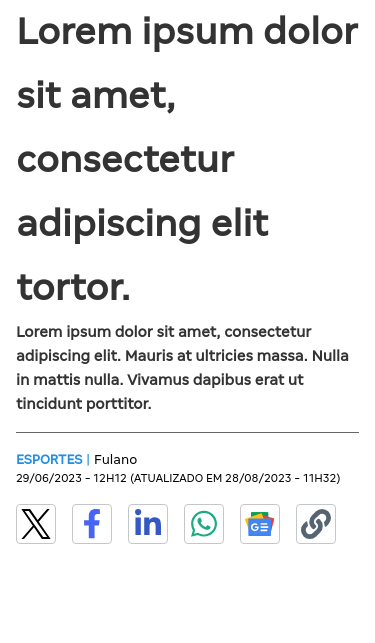 Lorem ipsum dolor
sit amet,
consectetur
adipiscing elit
tortor.
Lorem ipsum dolor sit amet, consectetur
adipiscing elit. Mauris at ultricies massa. Nulla
in mattis nulla. Vivamus dapibus erat ut
tincidunt porttitor.
ESPORTES | Fulano
29/06/2023 - 12H12 (ATUALIZADO EM 28/08/2023 - 11H32)